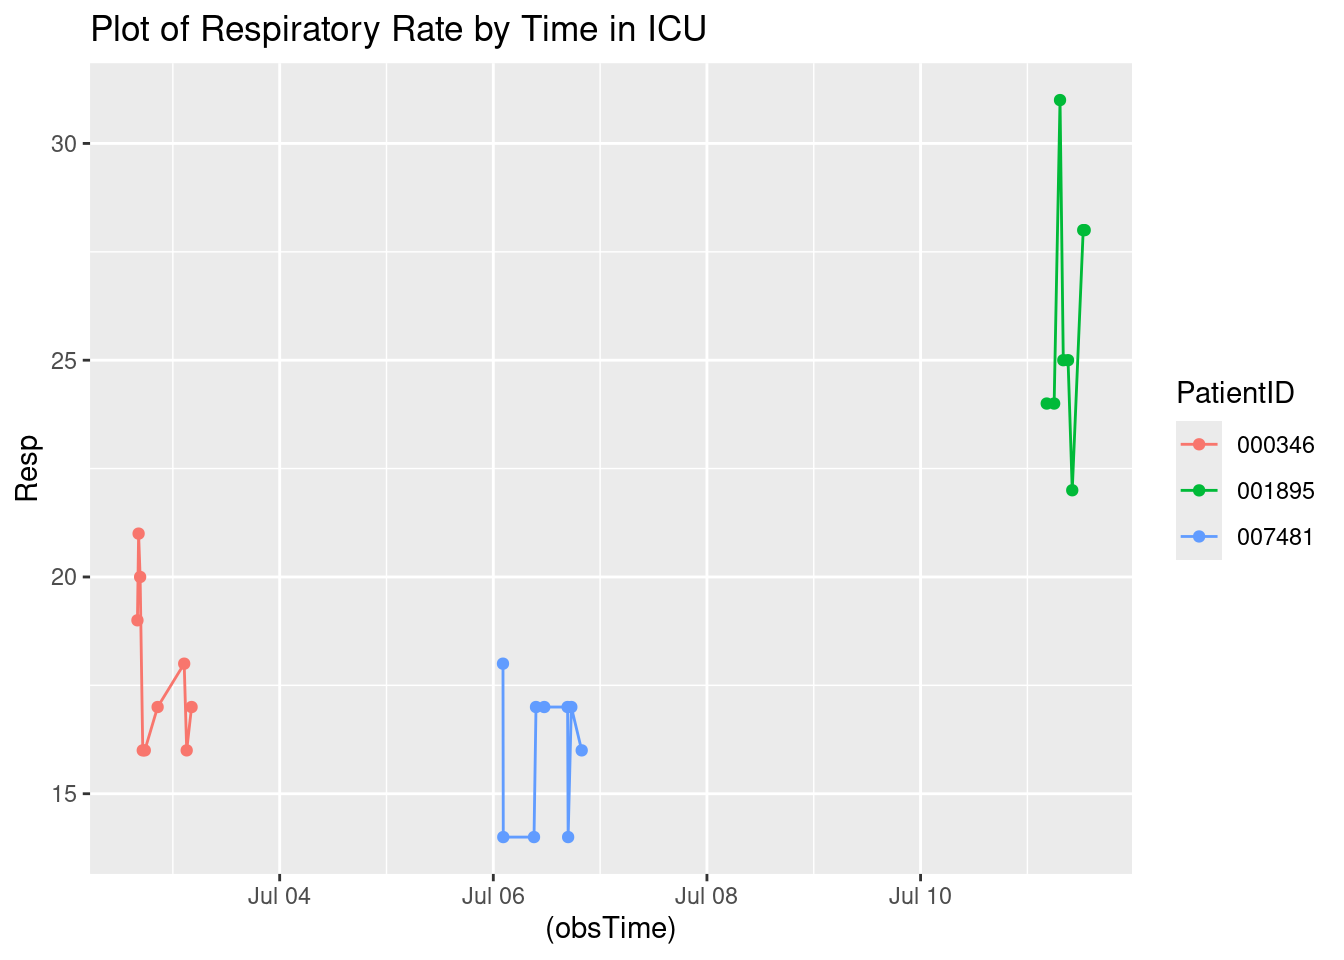 Plot of Respiratory Rate by Time in ICU
30
25
20
15
Resp
Jul 04
Jul 06
Jul 08
Jul 10
(obsTime)
PatientID
000346
001895
007481